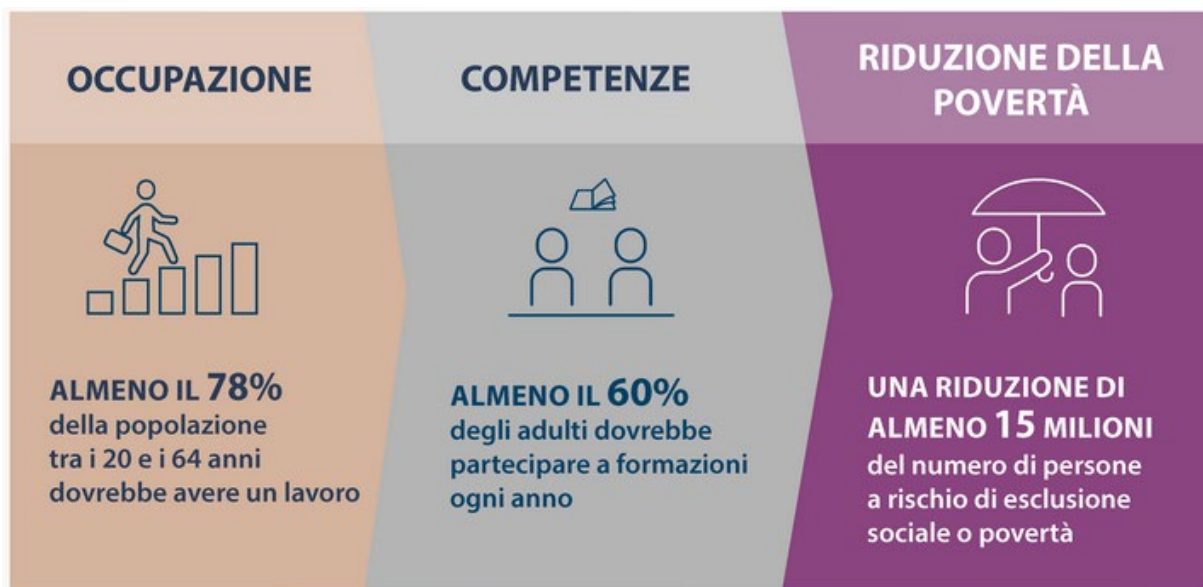 OCCUPAZIONE
COMPETENZE
RIDUZIONE DELLA
POVERTÀ
ALMENO IL 78%
della popolazione
tra i 20 e i 64 anni
dovrebbe avere un lavoro
ALMENO IL 60%
degli adulti dovrebbe
partecipare a formazioni
ogni anno
UNA RIDUZIONE DI
ALMENO 15 MILIONI
del numero di persone
a rischio di esclusione
sociale o povertà